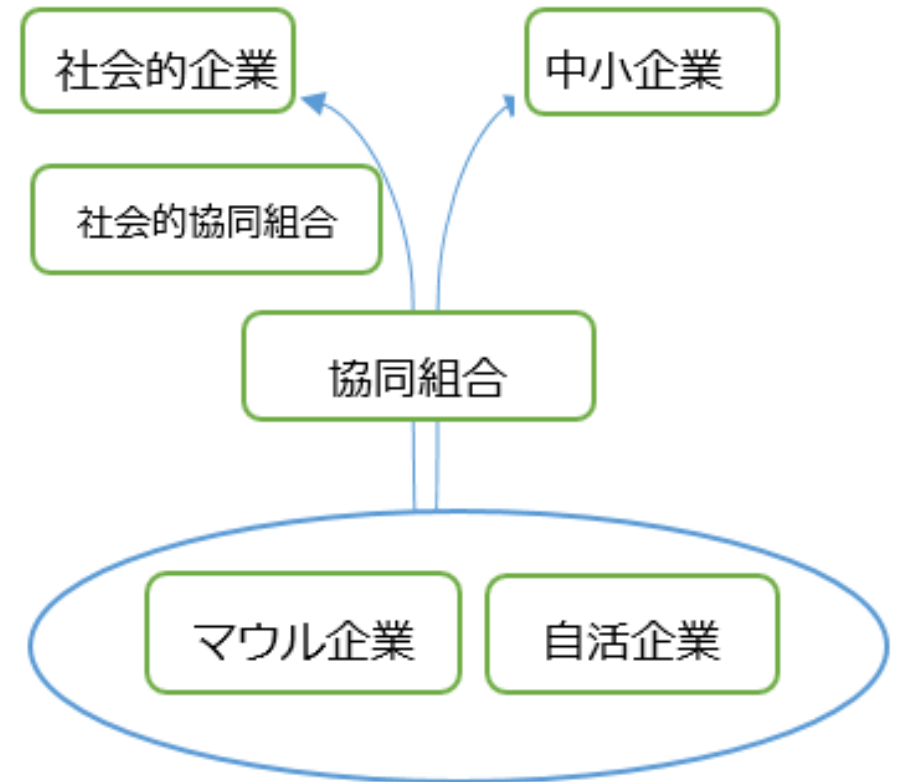 社会的企業
中小企業
社会的協同組合
協同組合
マウル企業
自活企業